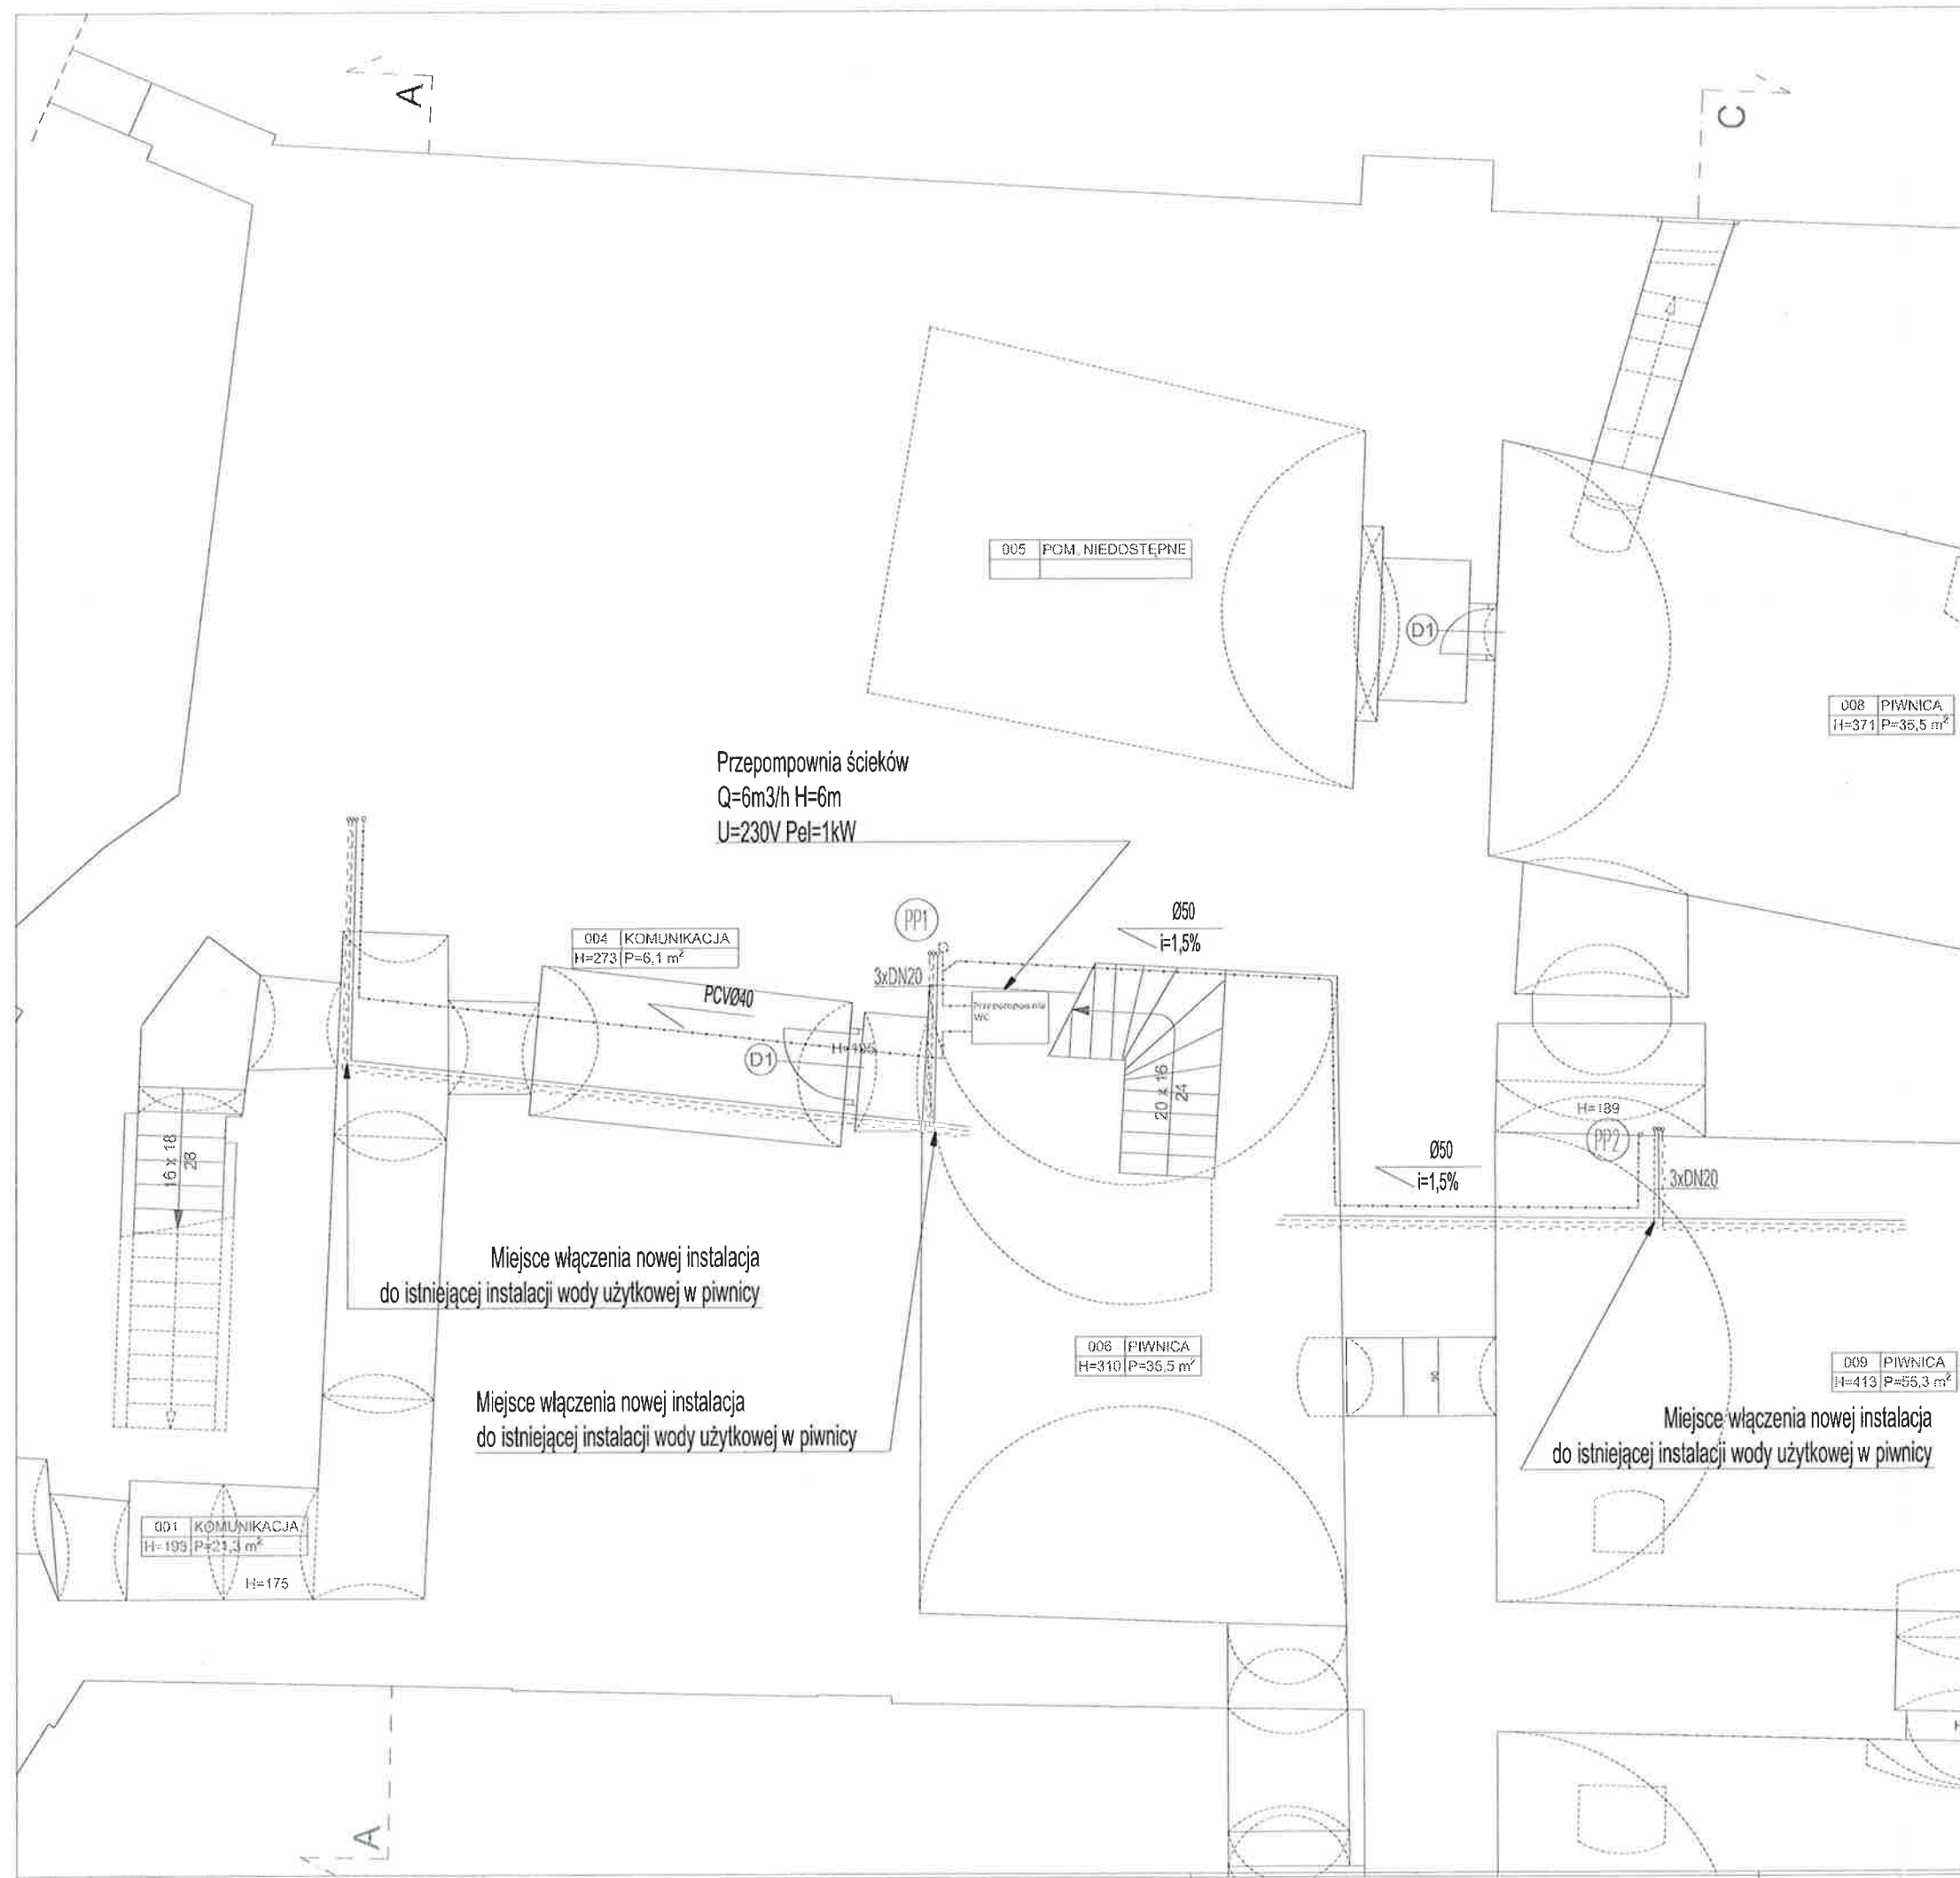 A
C
005 POM. NIEDOSTĘPNE
D1
008 PIWNICA
H=371 P=35,5 m²
Przepompownia ścieków
Q=6m3/h H=6m
U=230V Pel=1kW
PP1
Ø50
i=1,5%
004 KOMUNIKACJA
H=273 P=6,1 m²
3xDN20
PCVØ40
Przepompownia
WC
D1
H=195
20 x 16
24
H=189
PP2
16 x 18
28
Ø50
i=1,5%
3xDN20
Miejsce włączenia nowej instalacja
do istniejącej instalacji wody użytkowej w piwnicy
006 PIWNICA
H=310 P=35,5 m²
90
009 PIWNICA
H=413 P=55,3 m²
Miejsce włączenia nowej instalacja
do istniejącej instalacji wody użytkowej w piwnicy
Miejsce włączenia nowej instalacja
do istniejącej instalacji wody użytkowej w piwnicy
001 KOMUNIKACJA
H=193 P=21,3 m²
H=175
H
A